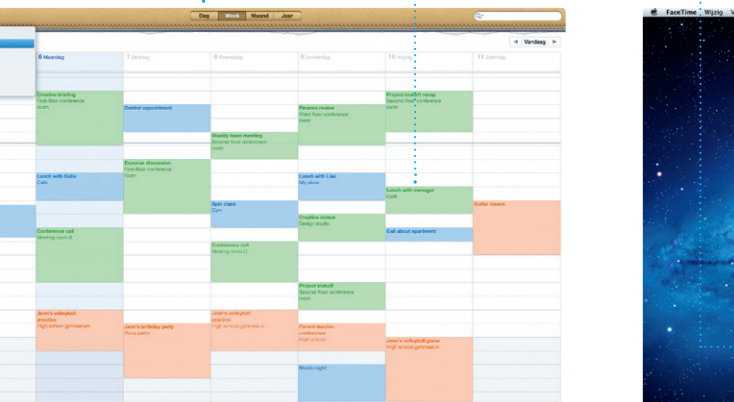 Dag Week Maand Jaar
Vandaag
6 Maandag
7 Dinsdag
8 Woensdag
9 Donderdag
10 Vrijdag
11 Zaterdag
Creative briefing
First-floor conference
room
Dentist appointment
Finance review
Third-floor conference
room
Project kickoff recap
Second floor conference
room
Weekly team meeting
Second floor conference
room
Expense discussion
First-floor conference
room
Lunch with Katie
Cafe
Lunch with Lisa
My place
Lunch with manager
Cafe
Spin class
Gym
Guitar lesson
Conference call
Meeting room B
Creative review
Design studio
Call about apartment
Conference call
Meeting room D
Project kickoff
Second floor conference
room
Jenn's volleyball
practice
High school gymnasium
Jenn's birthday party
Jenn's volleyball
practice
High school gymnasium
Parent-teacher
conference
High school
Jenn's volleyball game
High school gymnasium
Movie night
FaceTime Wijzig